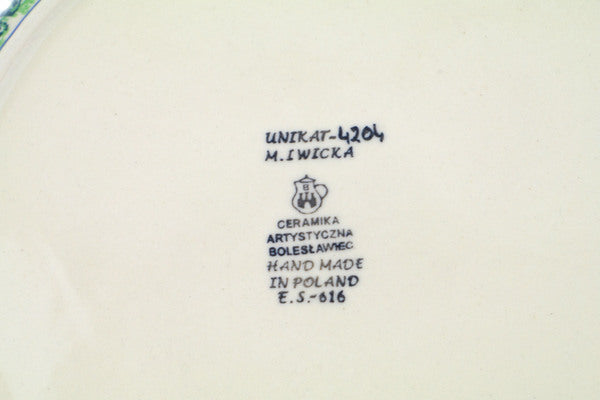 UNIKAT-4204
M.IWICKA
B
CERAMIKA
ARTYSTYCZNA
BOLESŁAWIEC
HAND MADE
IN POLAND
E.S.-616